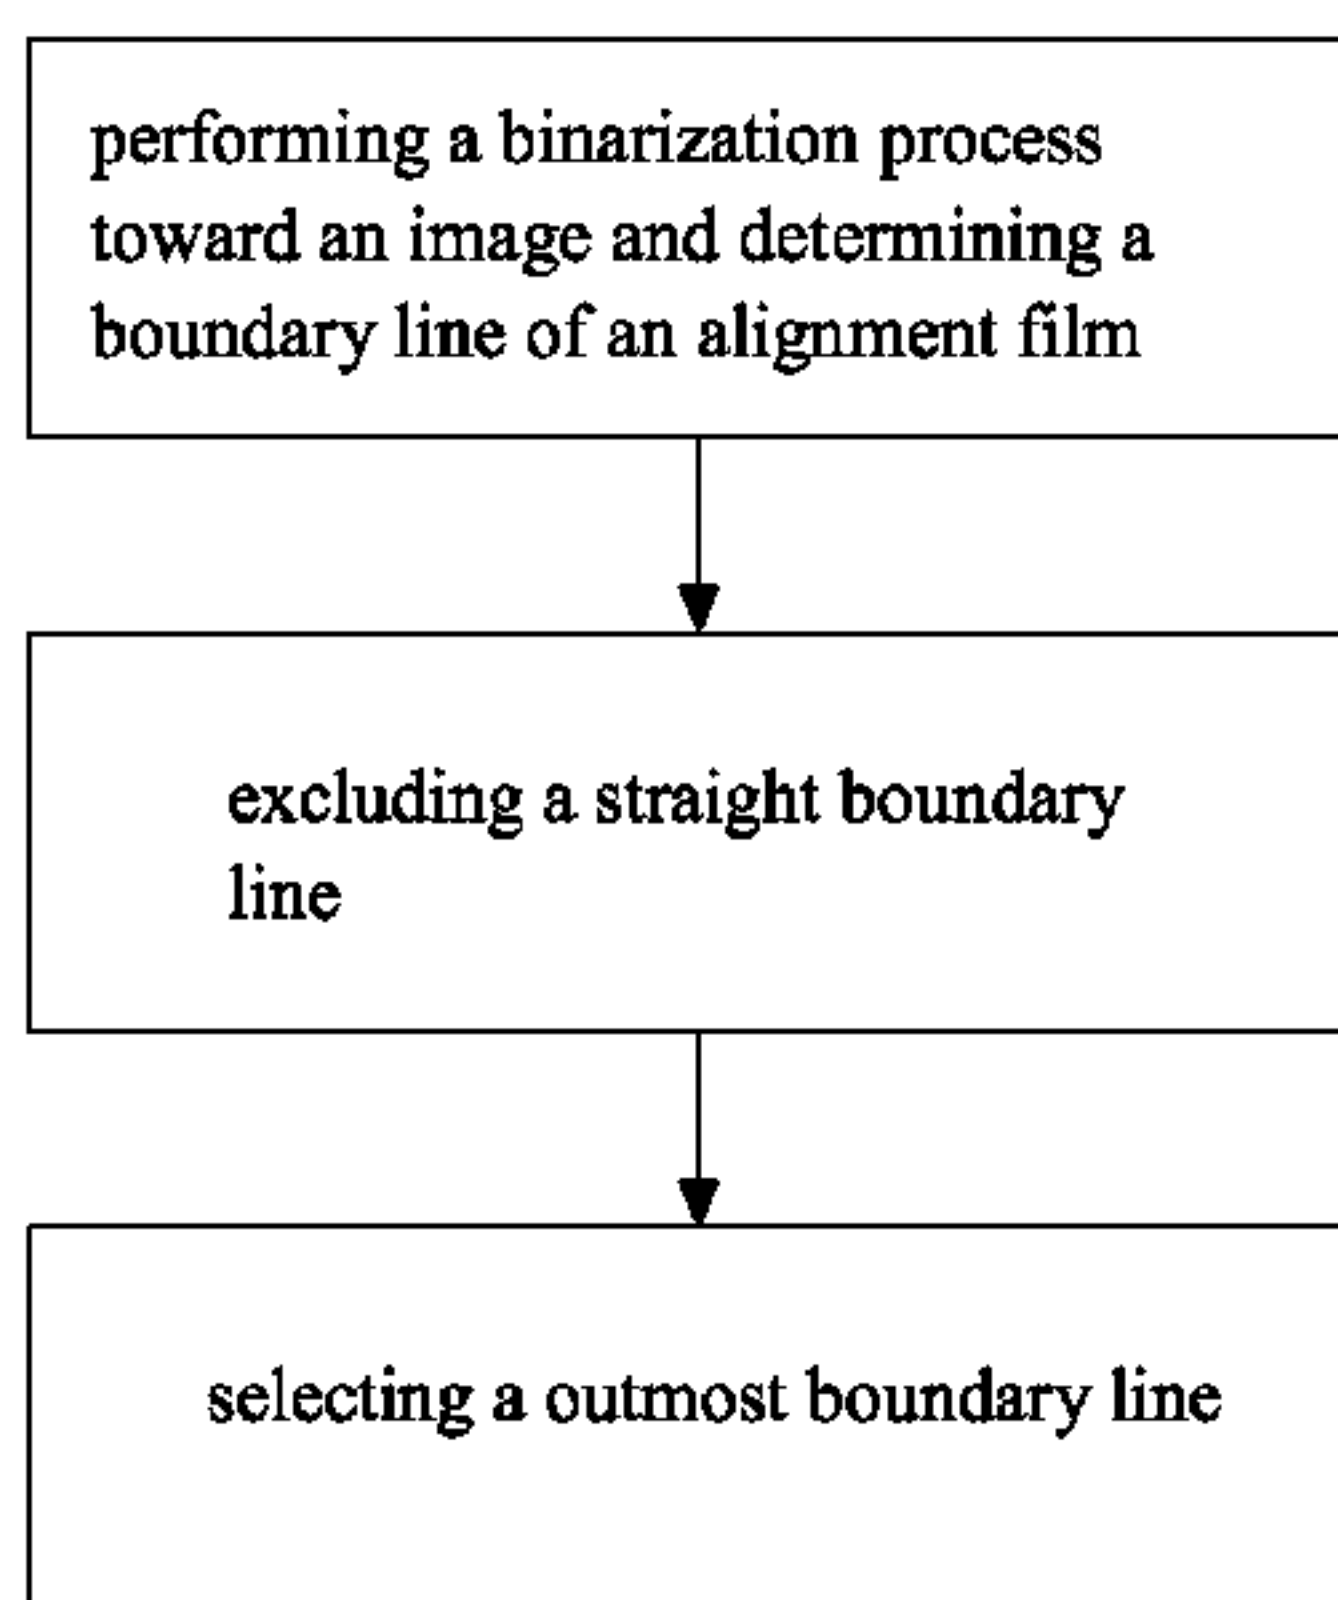 performing a binarization process
toward an image and determining a
boundary line of an alignment film
excluding a straight boundary
line
selecting a outmost boundary line